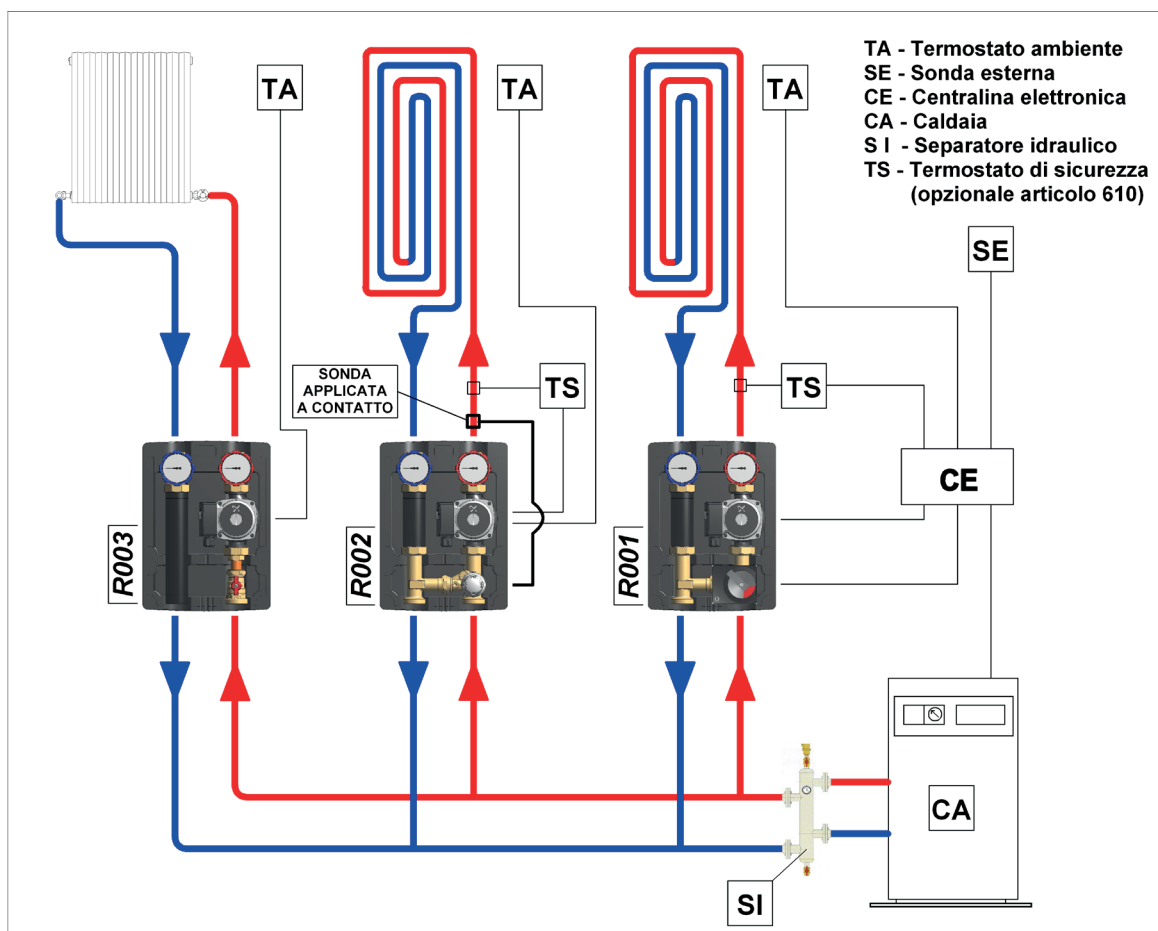 TA - Termostato ambiente
SE - Sonda esterna
CE - Centralina elettronica
CA - Caldaia
S I - Separatore idraulico
TS - Termostato di sicurezza
(opzionale articolo 610)
TA
TA
TA
SE
SONDA
APPLICATA
A CONTATTO
TS
TS
CE
R003
R002
R001
CA
SI